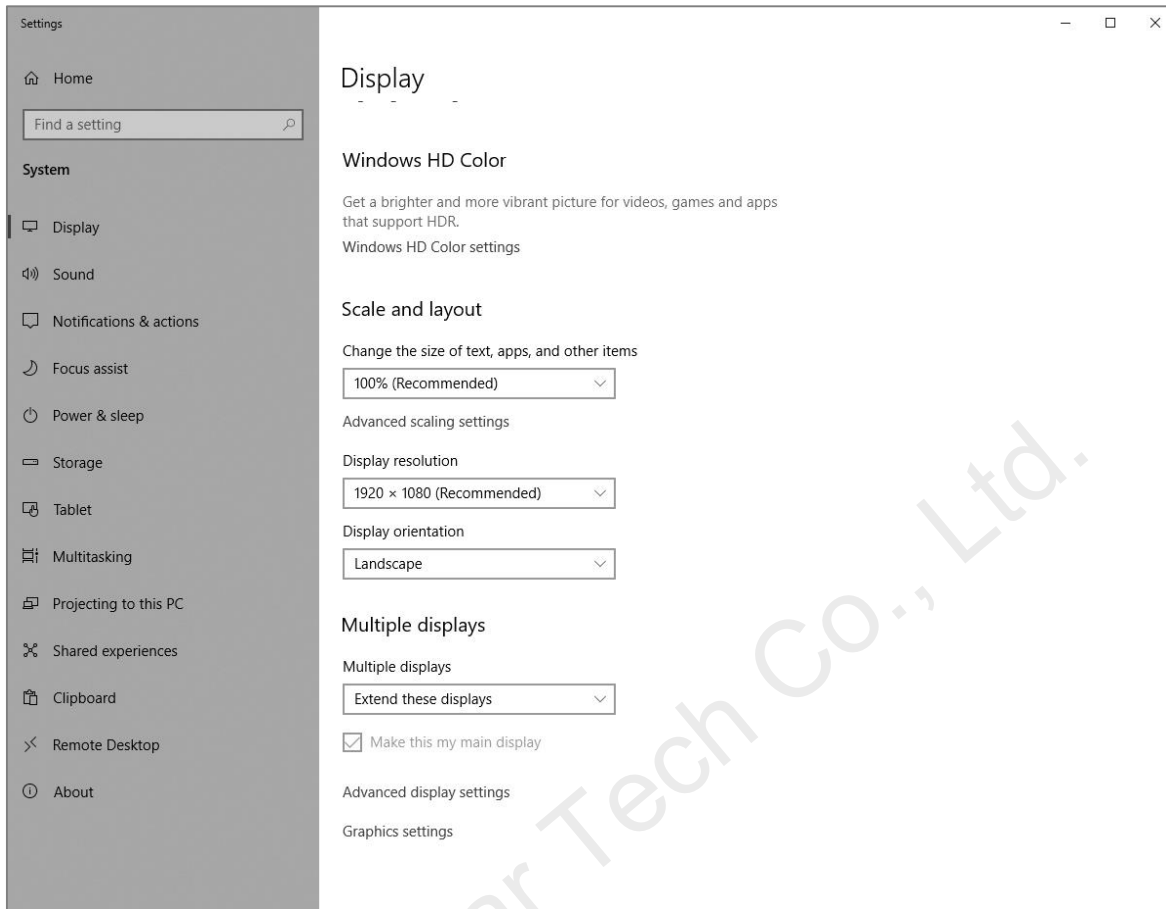 Settings
Home
Find a setting
System
Display
Sound
Notifications & actions
Focus assist
Power & sleep
Storage
Tablet
Multitasking
Projecting to this PC
Shared experiences
Clipboard
Remote Desktop
About
Display
Windows HD Color
Get a brighter and more vibrant picture for videos, games and apps
that support HDR.
Windows HD Color settings
Scale and layout
Change the size of text, apps, and other items
100% (Recommended)
Advanced scaling settings
Display resolution
1920 × 1080 (Recommended)
Display orientation
Landscape
Multiple displays
Multiple displays
Extend these displays
Make this my main display
Advanced display settings
Graphics settings
Tech Co., Ltd.